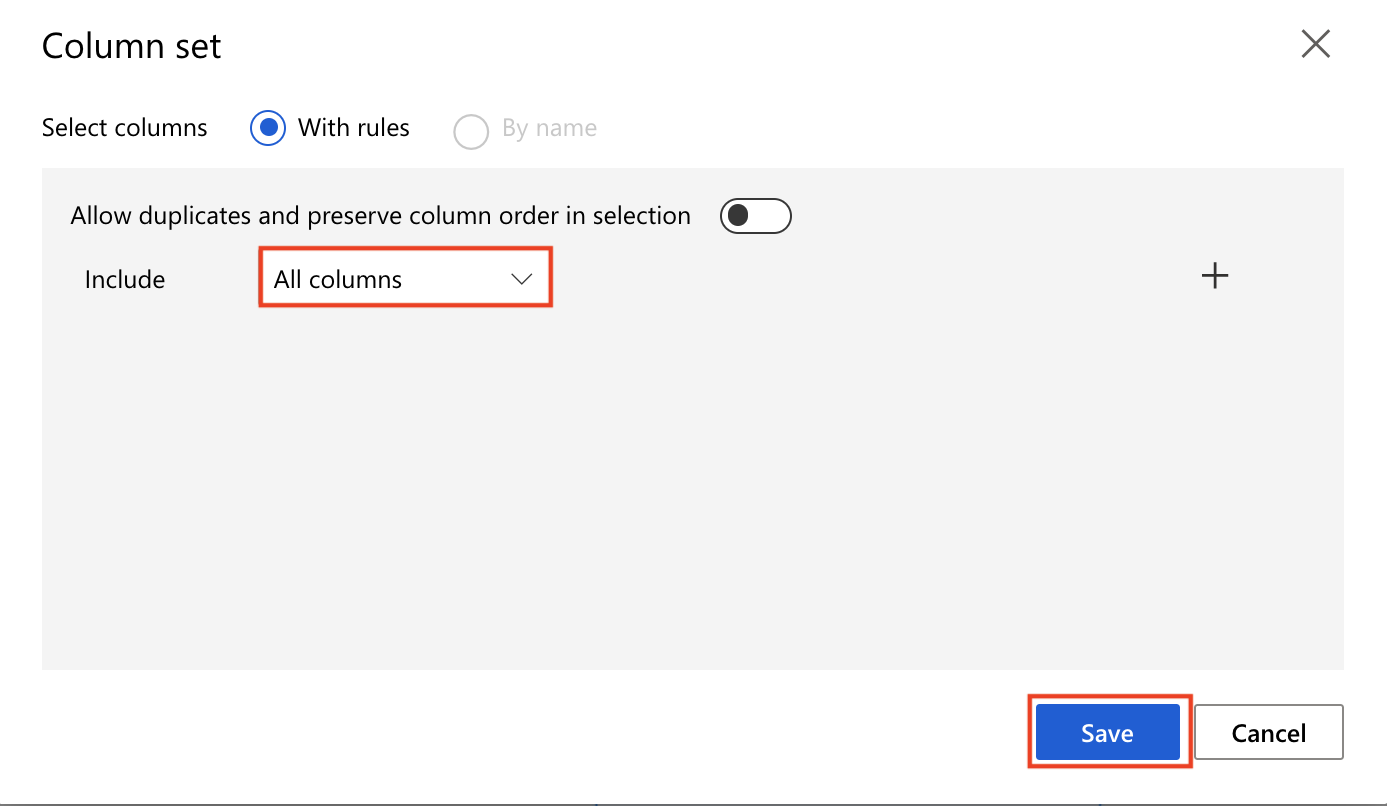 Column set
Select columns With rules By name
Allow duplicates and preserve column order in selection
Include All columns
Save Cancel